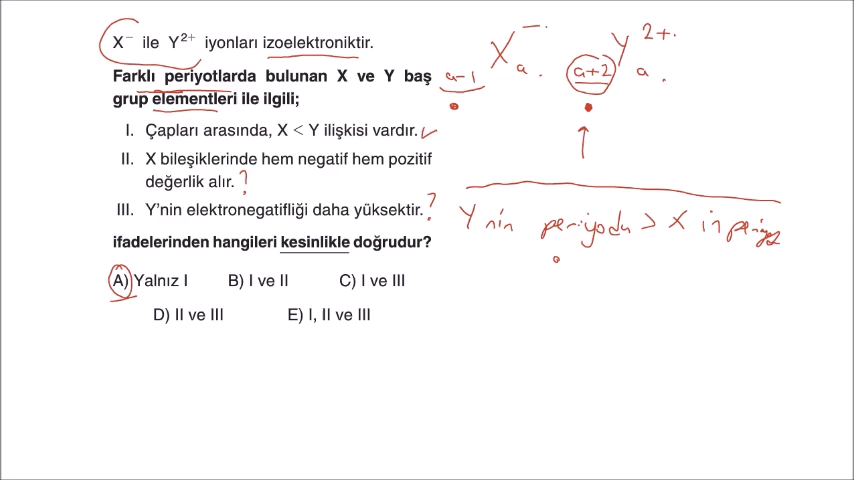 X⁻ ile Y²⁺ iyonları izoelektroniktir.
Farklı periyotlarda bulunan X ve Y baş
grup elementleri ile ilgili;
I. Çapları arasında, X < Y ilişkisi vardır.
II. X bileşiklerinde hem negatif hem pozitif
değerlik alır. ?
III. Y'nin elektronegatifliği daha yüksektir. ?
ifadelerinden hangileri kesinlikle doğrudur?
A) Yalnız I B) I ve II C) I ve III
D) II ve III E) I, II ve III
X⁻ Y²⁺
a-1 a a+2 a
Y nin periyodu > X in